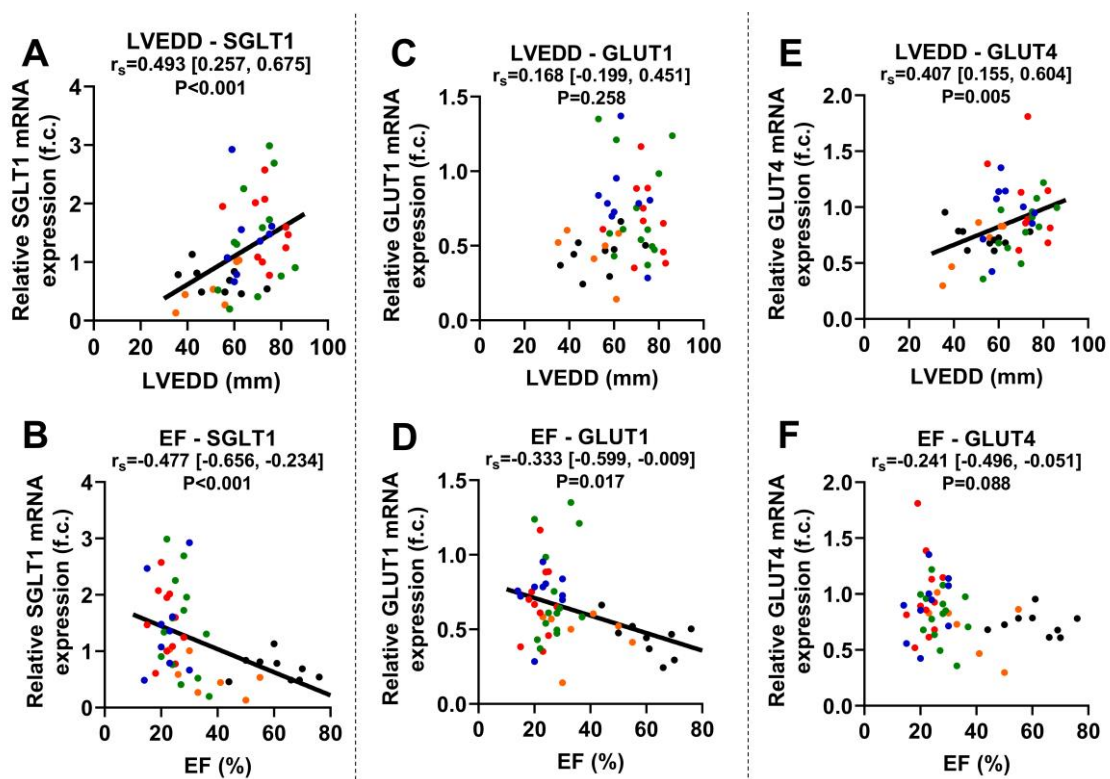 A
LVEDD - SGLT1
rs=0.493 [0.257, 0.675]
P<0.001
Relative SGLT1 mRNA
expression (f.c.)
4
3
2
1
0
0 20 40 60 80 100
LVEDD (mm)
C
LVEDD - GLUT1
rs=0.168 [-0.199, 0.451]
P=0.258
Relative GLUT1 mRNA
expression (f.c.)
1.5
1.0
0.5
0.0
0 20 40 60 80 100
LVEDD (mm)
E
LVEDD - GLUT4
rs=0.407 [0.155, 0.604]
P=0.005
Relative GLUT4 mRNA
expression (f.c.)
2.0
1.5
1.0
0.5
0.0
0 20 40 60 80 100
LVEDD (mm)
B
EF - SGLT1
rs=-0.477 [-0.656, -0.234]
P<0.001
Relative SGLT1 mRNA
expression (f.c.)
4
3
2
1
0
0 20 40 60 80
EF (%)
D
EF - GLUT1
rs=-0.333 [-0.599, -0.009]
P=0.017
Relative GLUT1 mRNA
expression (f.c.)
1.5
1.0
0.5
0.0
0 20 40 60 80
EF (%)
F
EF - GLUT4
rs=-0.241 [-0.496, -0.051]
P=0.088
Relative GLUT4 mRNA
expression (f.c.)
2.0
1.5
1.0
0.5
0.0
0 20 40 60 80
EF (%)